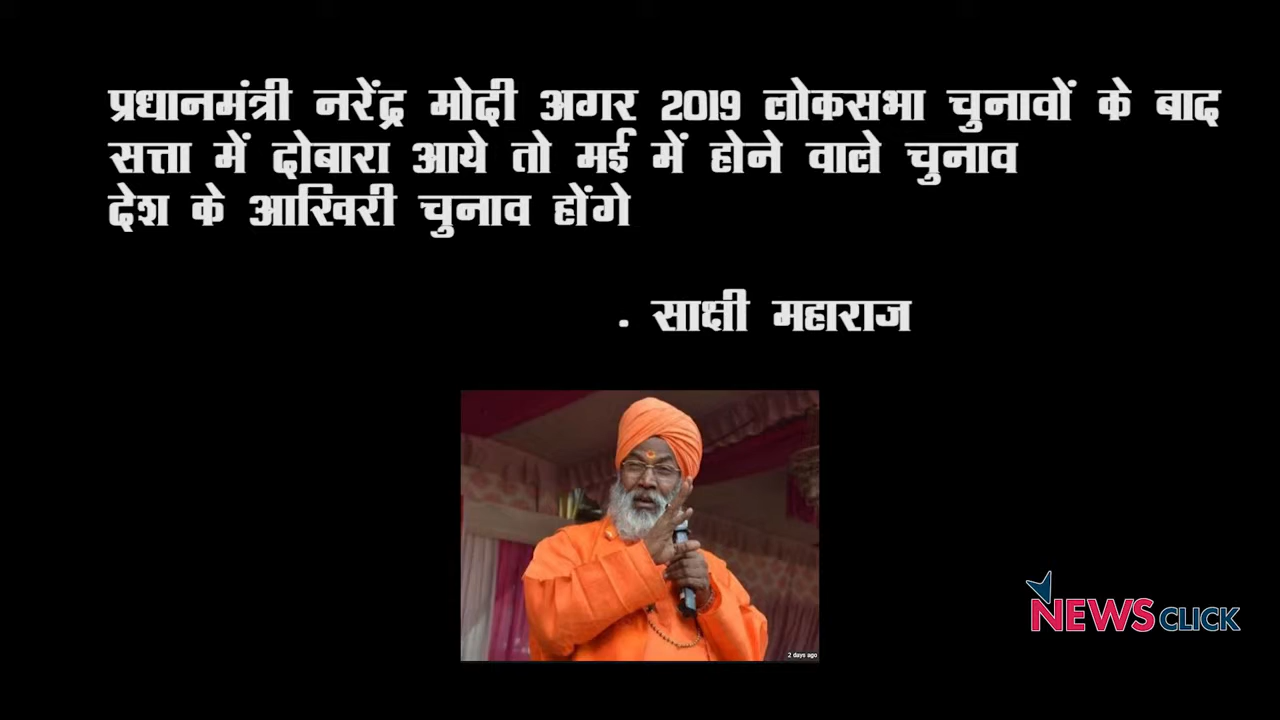 प्रधानमंत्री नरेंद्र मोदी अगर 2019 लोकसभा चुनावों के बाद
सत्ता में दोबारा आये तो मई में होने वाले चुनाव
देश के आखिरी चुनाव होंगे
- साक्षी महाराज
2 days ago
NEWSCLICK